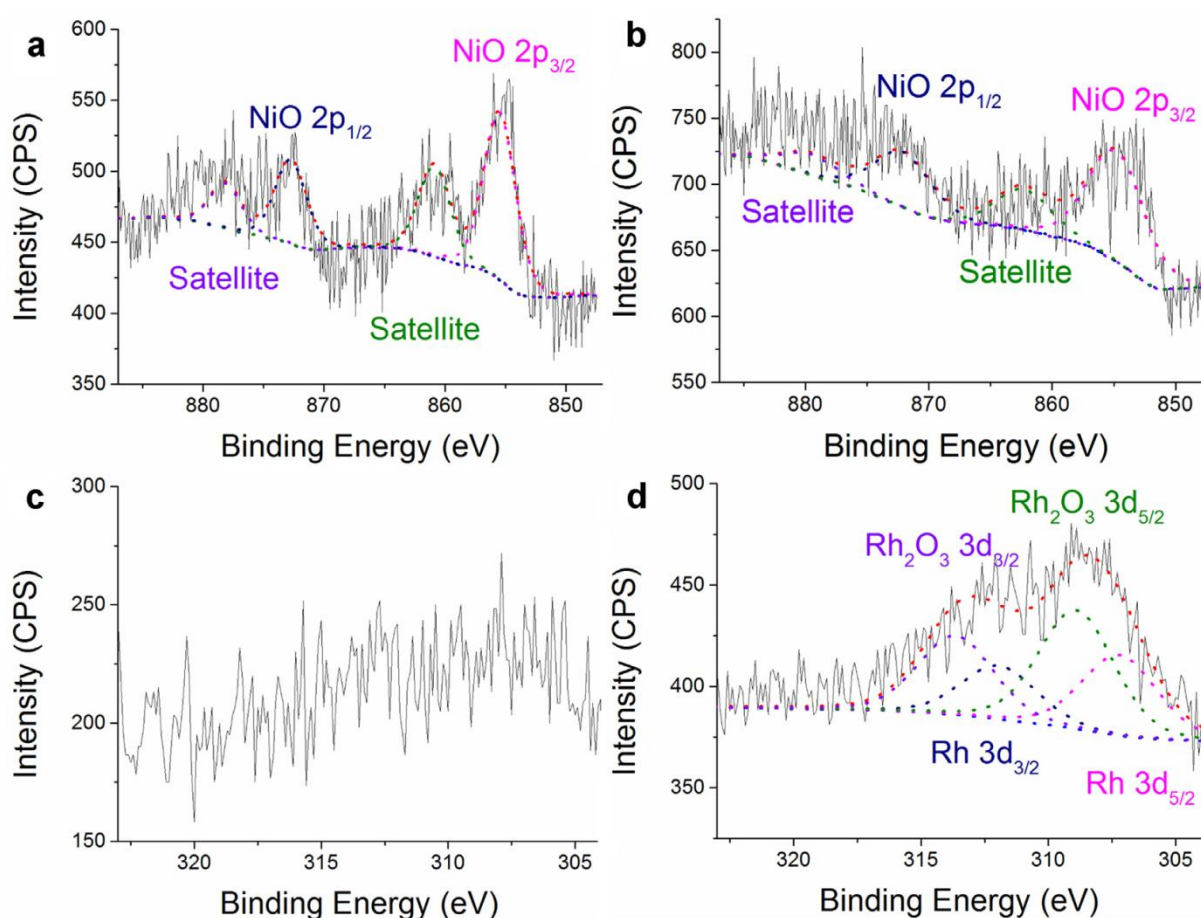 a
600
550
500
450
400
350
Intensity (CPS)
NiO 2p3/2
NiO 2p1/2
Satellite
Satellite
880
870
860
850
Binding Energy (eV)
b
800
750
700
650
600
550
Intensity (CPS)
NiO 2p1/2
NiO 2p3/2
Satellite
Satellite
880
870
860
850
Binding Energy (eV)
c
300
250
200
150
Intensity (CPS)
320
315
310
305
Binding Energy (eV)
d
500
450
400
350
Intensity (CPS)
Rh2O3 3d5/2
Rh2O3 3d3/2
Rh 3d3/2
Rh 3d5/2
320
315
310
305
Binding Energy (eV)